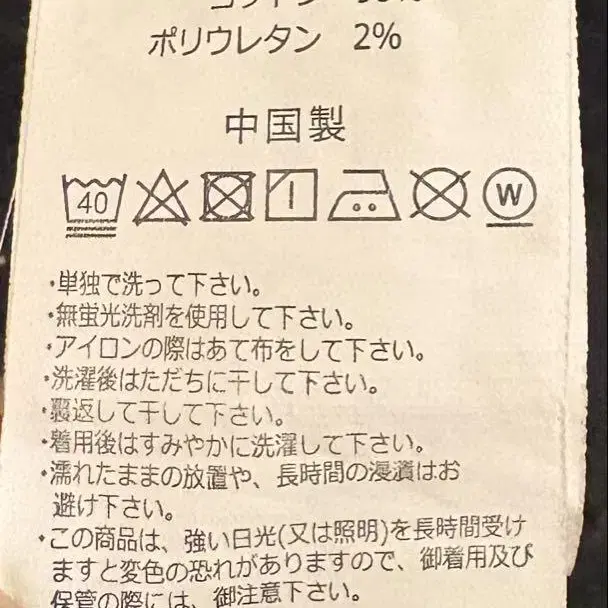 ポリウレタン 2%
中国製
40
W
・単独で洗って下さい。
・無蛍光洗剤を使用して下さい。
・アイロンの際はあて布をして下さい。
・洗濯後はただちに干して下さい。
・裏返して干して下さい。
・着用後はすみやかに洗濯して下さい。
・濡れたままの放置や、長時間の浸漬はお
避け下さい。
・この商品は、強い日光(又は照明)を長時間受け
ますと変色の恐れがありますので、御着用及び
保管の際には、御注意下さい。